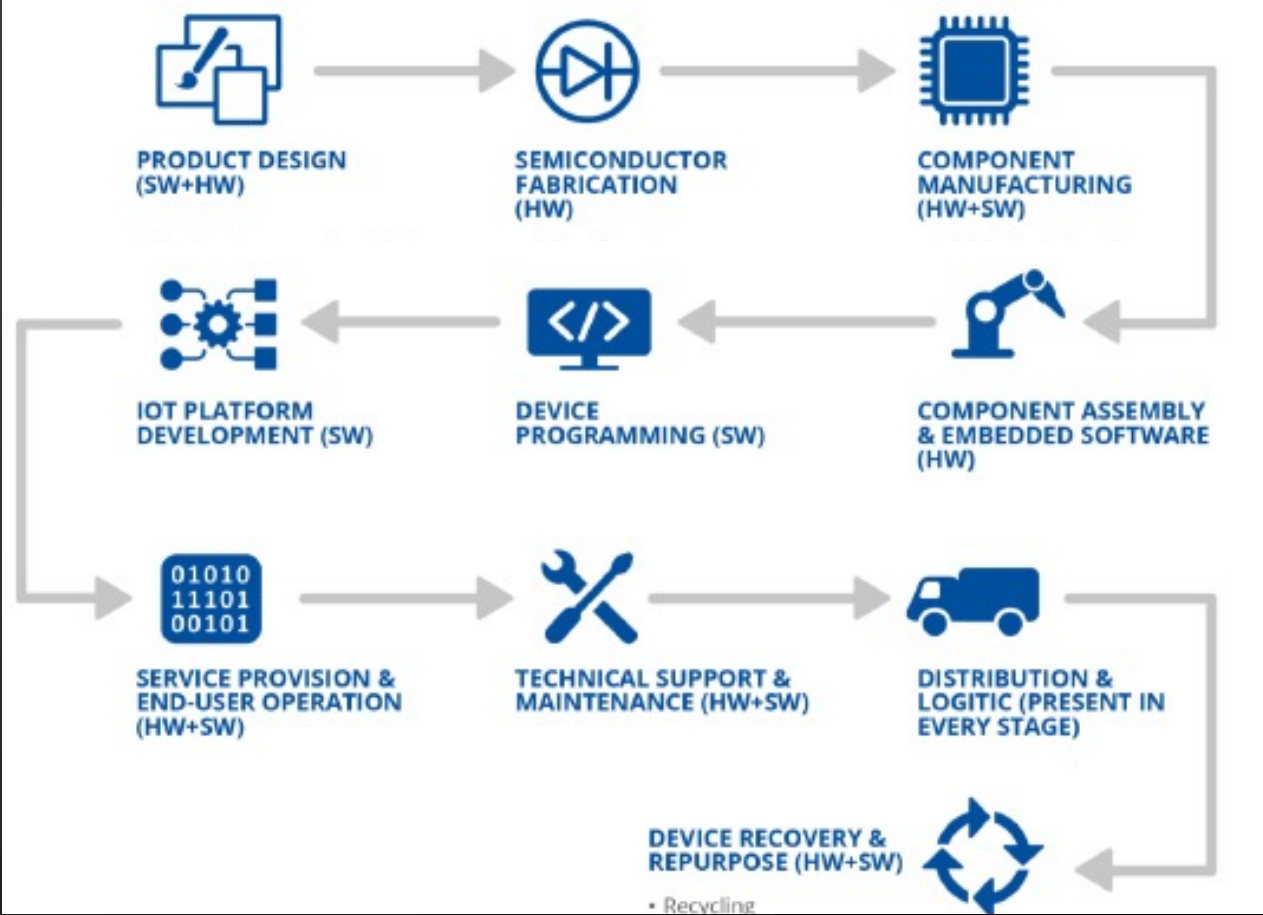 PRODUCT DESIGN
(SW+HW)
SEMICONDUCTOR
FABRICATION
(HW)
COMPONENT
MANUFACTURING
(HW+SW)
IOT PLATFORM
DEVELOPMENT (SW)
</>
DEVICE
PROGRAMMING (SW)
COMPONENT ASSEMBLY
& EMBEDDED SOFTWARE
(HW)
01010
11101
00101
SERVICE PROVISION &
END-USER OPERATION
(HW+SW)
TECHNICAL SUPPORT &
MAINTENANCE (HW+SW)
DISTRIBUTION &
LOGITIC (PRESENT IN
EVERY STAGE)
DEVICE RECOVERY &
REPURPOSE (HW+SW)
• Recycling